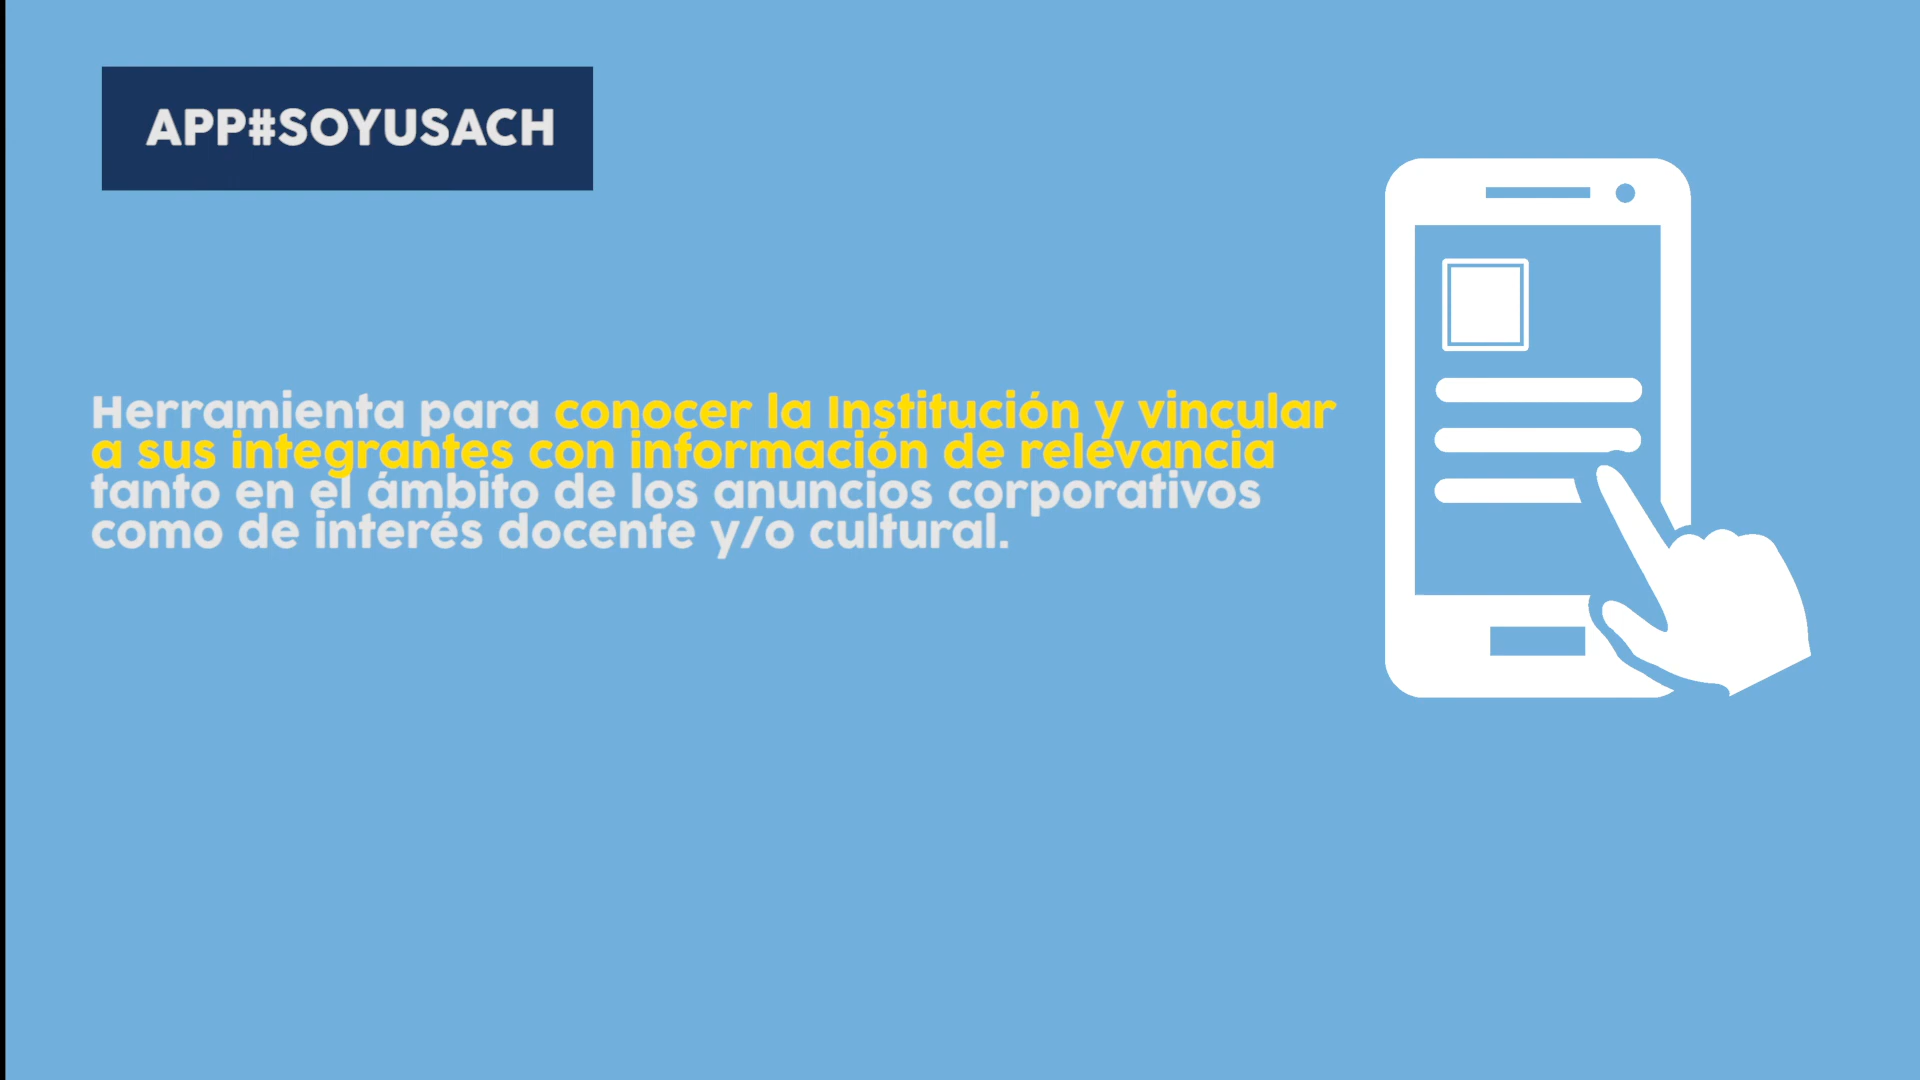 APP#SOYUSACH
Herramienta para conocer la Institución y vincular
a sus integrantes con información de relevancia
tanto en el ámbito de los anuncios corporativos
como de interés docente y/o cultural.